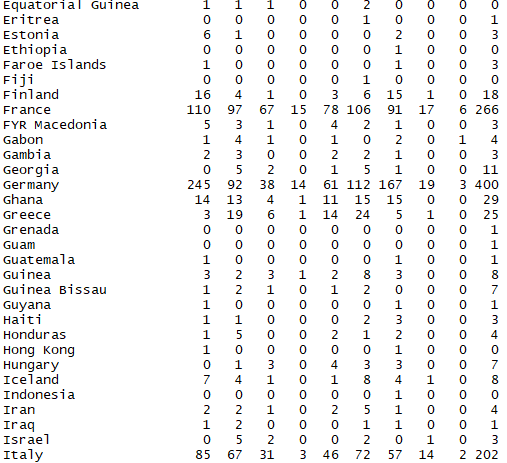 Equatorial Guinea 1 1 1 0 0 2 0 0 0 0
Eritrea 0 0 0 0 0 1 0 0 0 1
Estonia 6 1 0 0 0 0 2 0 0 3
Ethiopia 0 0 0 0 0 0 1 0 0 0
Faroe Islands 1 0 0 0 0 0 1 0 0 3
Fiji 0 0 0 0 0 1 0 0 0 0
Finland 16 4 1 0 3 6 15 1 0 18
France 110 97 67 15 78 106 91 17 6 266
FYR Macedonia 5 3 1 0 4 2 1 0 0 3
Gabon 1 4 1 0 1 0 2 0 1 4
Gambia 2 3 0 0 2 2 1 0 0 3
Georgia 0 5 2 0 1 5 1 0 0 11
Germany 245 92 38 14 61 112 167 19 3 400
Ghana 14 13 4 1 11 15 15 0 0 29
Greece 3 19 6 1 14 24 5 1 0 25
Grenada 0 0 0 0 0 0 0 0 0 1
Guam 0 0 0 0 0 0 0 0 0 1
Guatemala 1 0 0 0 0 0 1 0 0 1
Guinea 3 2 3 1 2 8 3 0 0 8
Guinea Bissau 1 2 1 0 1 2 0 0 0 7
Guyana 1 0 0 0 0 0 1 0 0 1
Haiti 1 1 0 0 0 2 3 0 0 3
Honduras 1 5 0 0 2 1 2 0 0 4
Hong Kong 1 0 0 0 0 0 1 0 0 0
Hungary 0 1 3 0 4 3 3 0 0 7
Iceland 7 4 1 0 1 8 4 1 0 8
Indonesia 0 0 0 0 0 0 1 0 0 0
Iran 2 2 1 0 2 5 1 0 0 4
Iraq 1 2 0 0 0 1 1 0 0 1
Israel 0 5 2 0 0 2 0 1 0 3
Italy 85 67 31 3 46 72 57 14 2 202